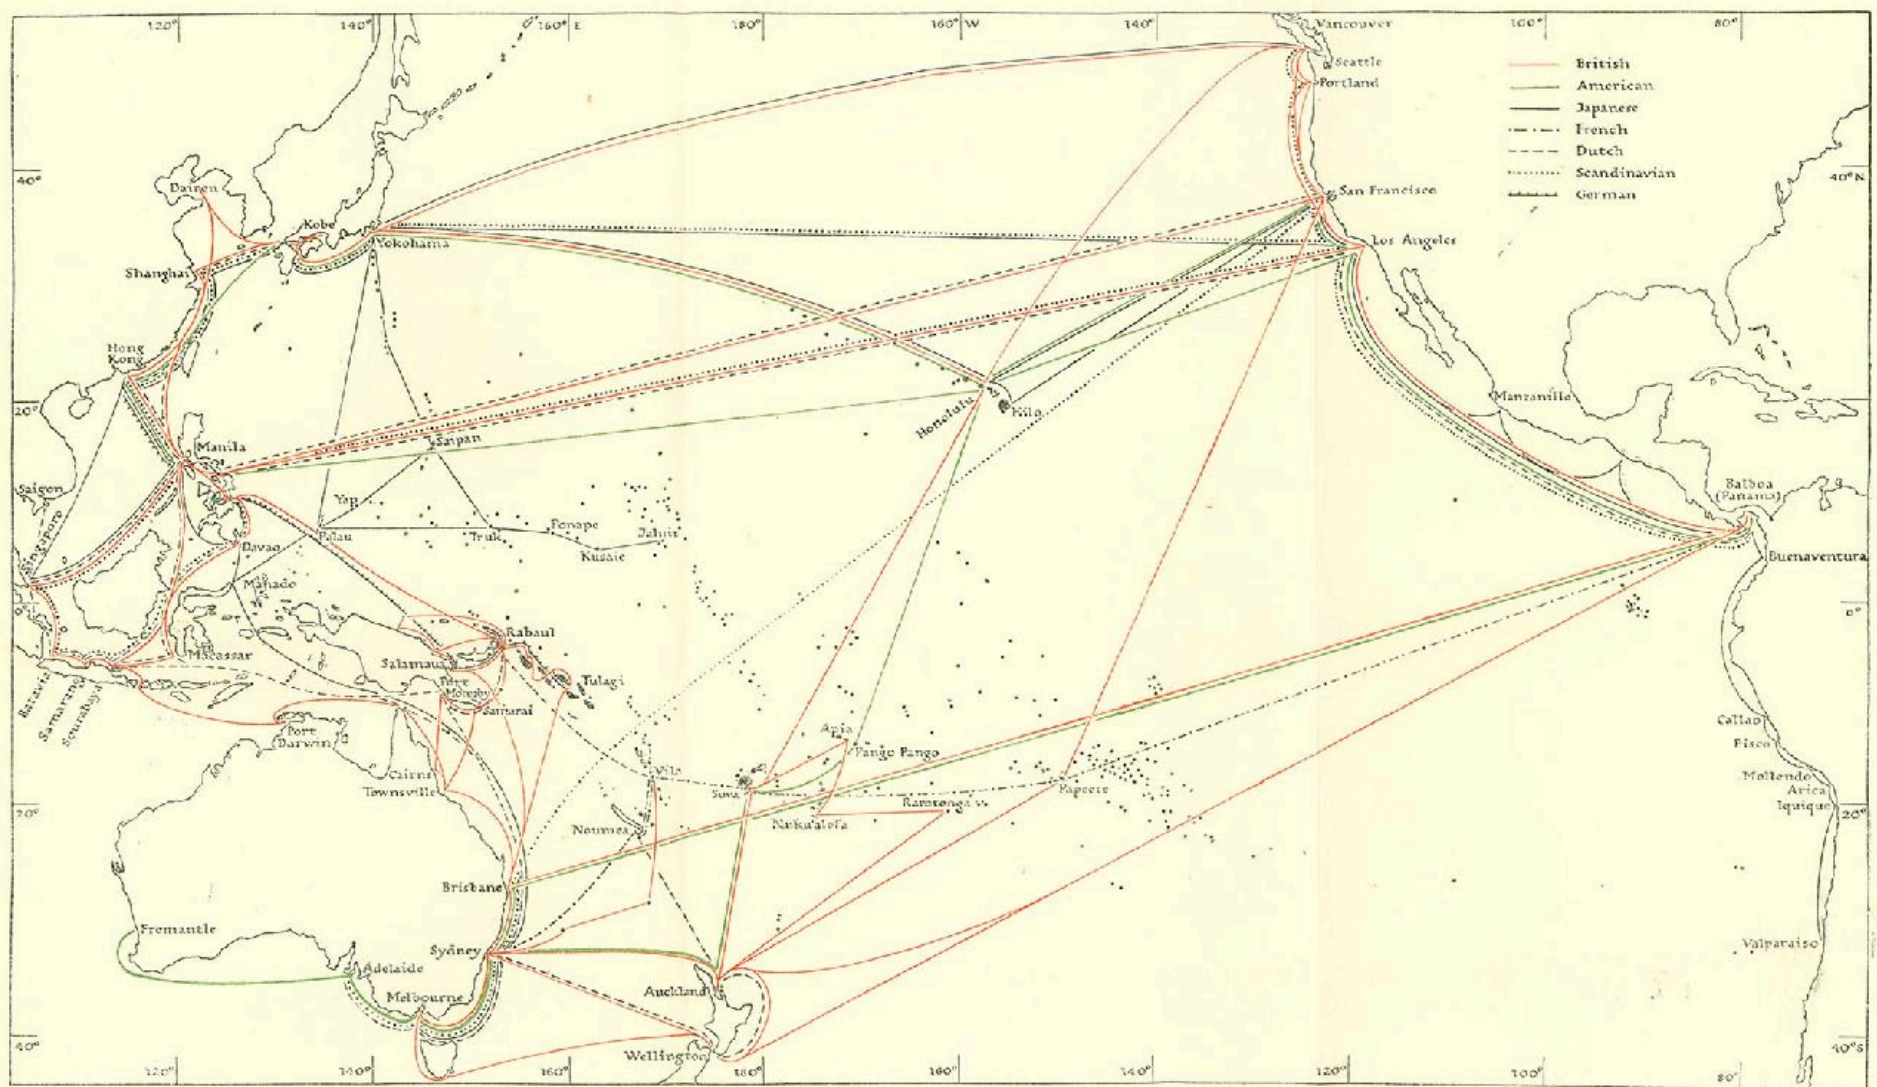 120°
140°
160° E
180°
160° W
140°
Vancouver
100°
80°
Seattle
Portland
British
American
Japanese
French
Dutch
Scandinavian
German
40°
40° N
Dairen
San Francisco
Kobe
Yokohama
Los Angeles
Shanghai
Hong
Kong
20°
Manzanillo
Honolulu
Hilo
Manila
Saipan
Saigon
Yap
Balboa
(Panama)
Singapore
Palau
Truk
Ponape
Kusaie
Jaluit
Davao
Buenaventura
Manado
0°
0°
Rabaul
Macassar
Salamaua
Tulagi
Port
Moresby
Samarai
Batavia
Samarang
Sourabaya
Port
Darwin
Apia
Pango Pango
Callao
Pisco
Cairns
Townsville
Vila
Suva
Papeete
Mollendo
Arica
Iquique
Rarotonga
Nuku'alofa
Noumea
20°
20°
Brisbane
Fremantle
Sydney
Valparaiso
Adelaide
Melbourne
Auckland
Wellington
40°
40° S
120°
140°
160°
180°
160°
140°
120°
100°
80°